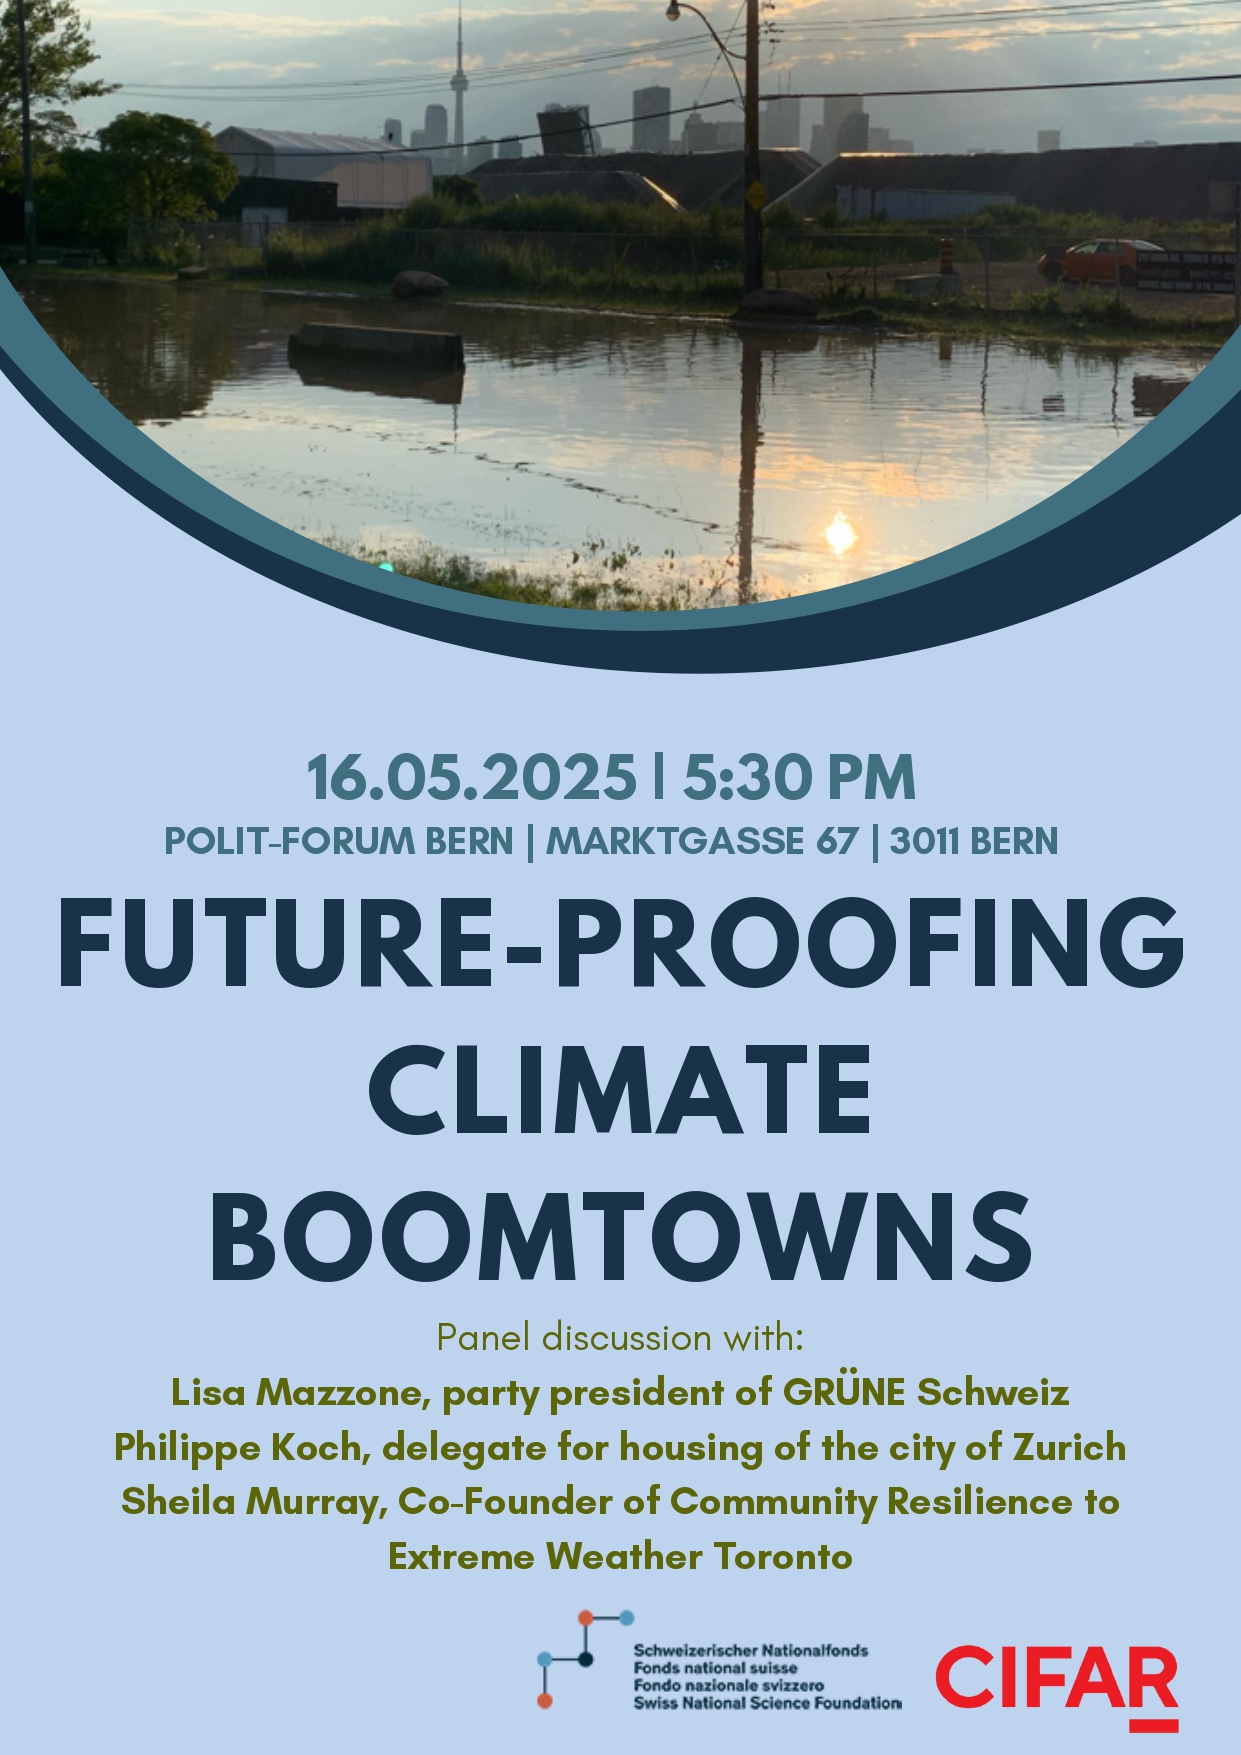 16.05.2025 | 5:30 PM
POLIT-FORUM BERN | MARKTGASSE 67 | 3011 BERN
FUTURE-PROOFING
CLIMATE
BOOMTOWNS
Panel discussion with:
Lisa Mazzone, party president of GRÜNE Schweiz
Philippe Koch, delegate for housing of the city of Zurich
Sheila Murray, Co-Founder of Community Resilience to
Extreme Weather Toronto
Schweizerischer Nationalfonds
Fonds national suisse
Fondo nazionale svizzero
Swiss National Science Foundation
CIFAR